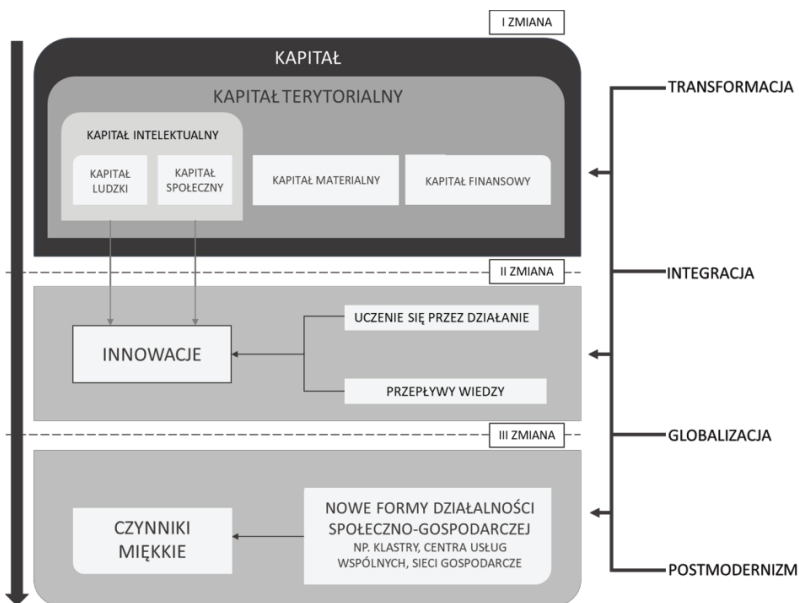 I ZMIANA
KAPITAŁ
KAPITAŁ TERYTORIALNY
KAPITAŁ INTELEKTUALNY
KAPITAŁ
LUDZKI
KAPITAŁ
SPOŁECZNY
KAPITAŁ MATERIALNY
KAPITAŁ FINANSOWY
II ZMIANA
INNOWACJE
UCZENIE SIĘ PRZEZ DZIAŁANIE
PRZEPŁYWY WIEDZY
III ZMIANA
CZYNNIKI
MIĘKKIE
NOWE FORMY DZIAŁALNOŚCI
SPOŁECZNO-GOSPODARCZEJ
NP. KLASTRY, CENTRA USŁUG
WSPÓLNYCH, SIECI GOSPODARCZE
TRANSFORMACJA
INTEGRACJA
GLOBALIZACJA
POSTMODERNIZM